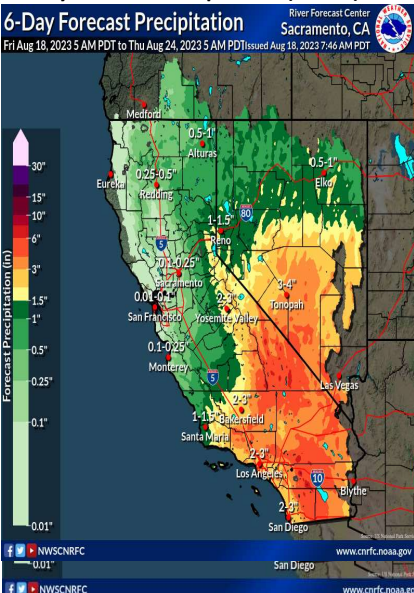 6-Day Forecast Precipitation
River Forecast Center
Sacramento, CA
Fri Aug 18, 2023 5 AM PDT to Thu Aug 24, 2023 5 AM PDT
Issued Aug 18, 2023 7:46 AM PDT
Medford
0.5-1"
Alturas
0.5-1"
Elko
Eureka
0.25-0.5"
Redding
80
1-1.5"
Reno
5
0.1-0.25"
Sacramento
0.01-0.1"
San Francisco
2-3"
Yosemite Valley
3-4"
Tonopah
0.1-0.25"
Monterey
5
Las Vegas
2-3"
Bakersfield
1-1.5"
Santa Maria
2-3"
Los Angeles
10
Blythe
2-3"
San Diego
Forecast Precipitation (in)
30"
15"
10"
6"
3"
1.5"
1"
0.5"
0.25"
0.1"
0.01"
NWSCNRFC
www.cnrfc.noaa.gov
0.01"
San Diego
NWSCNRFC
www.cnrfc.noaa.gov